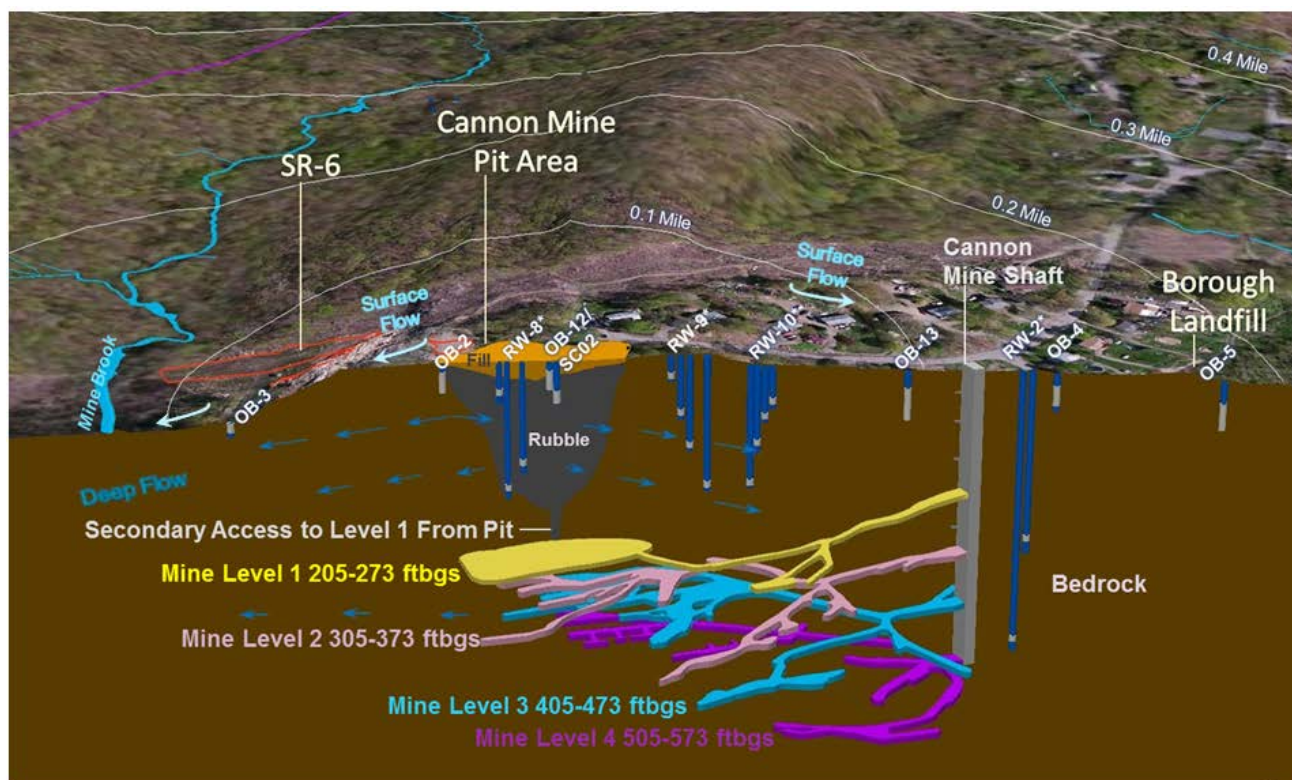 0.4 Mile
0.3 Mile
0.2 Mile
0.1 Mile
Cannon Mine
Pit Area
SR-6
Cannon
Mine Shaft
Borough
Landfill
Surface
Flow
Surface
Flow
Mine Brook
OB-3
OB-2
RW-8*
OB-12/
SC02
RW-9*
RW-10*
OB-13
RW-2*
OB-4
OB-5
Fill
Rubble
Deep Flow
Secondary Access to Level 1 From Pit
Mine Level 1 205-273 ftbgs
Bedrock
Mine Level 2 305-373 ftbgs
Mine Level 3 405-473 ftbgs
Mine Level 4 505-573 ftbgs